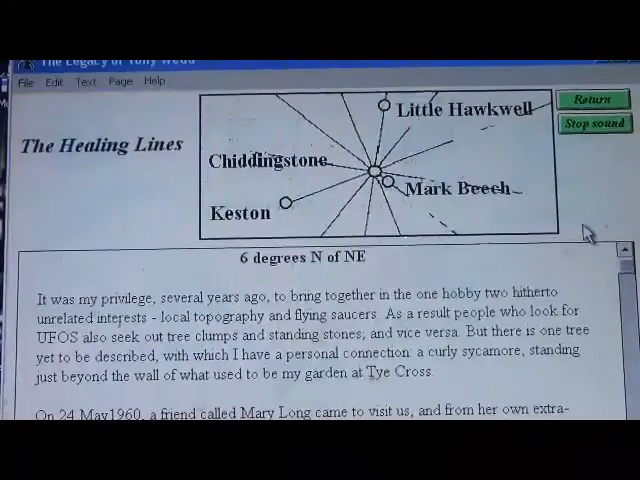 The Legacy of Tony Wedd
File Edit Text Page Help
The Healing Lines
Little Hawkwell
Chiddingstone
Mark Beech
Keston
Return
Stop sound
6 degrees N of NE
It was my privilege, several years ago, to bring together in the one hobby two hitherto
unrelated interests - local topography and flying saucers. As a result people who look for
UFOS also seek out tree clumps and standing stones, and vice versa. But there is one tree
yet to be described, with which I have a personal connection: a curly sycamore, standing
just beyond the wall of what used to be my garden at Tye Cross.
On 24 May1960, a friend called Mary Long came to visit us, and from her own extra-